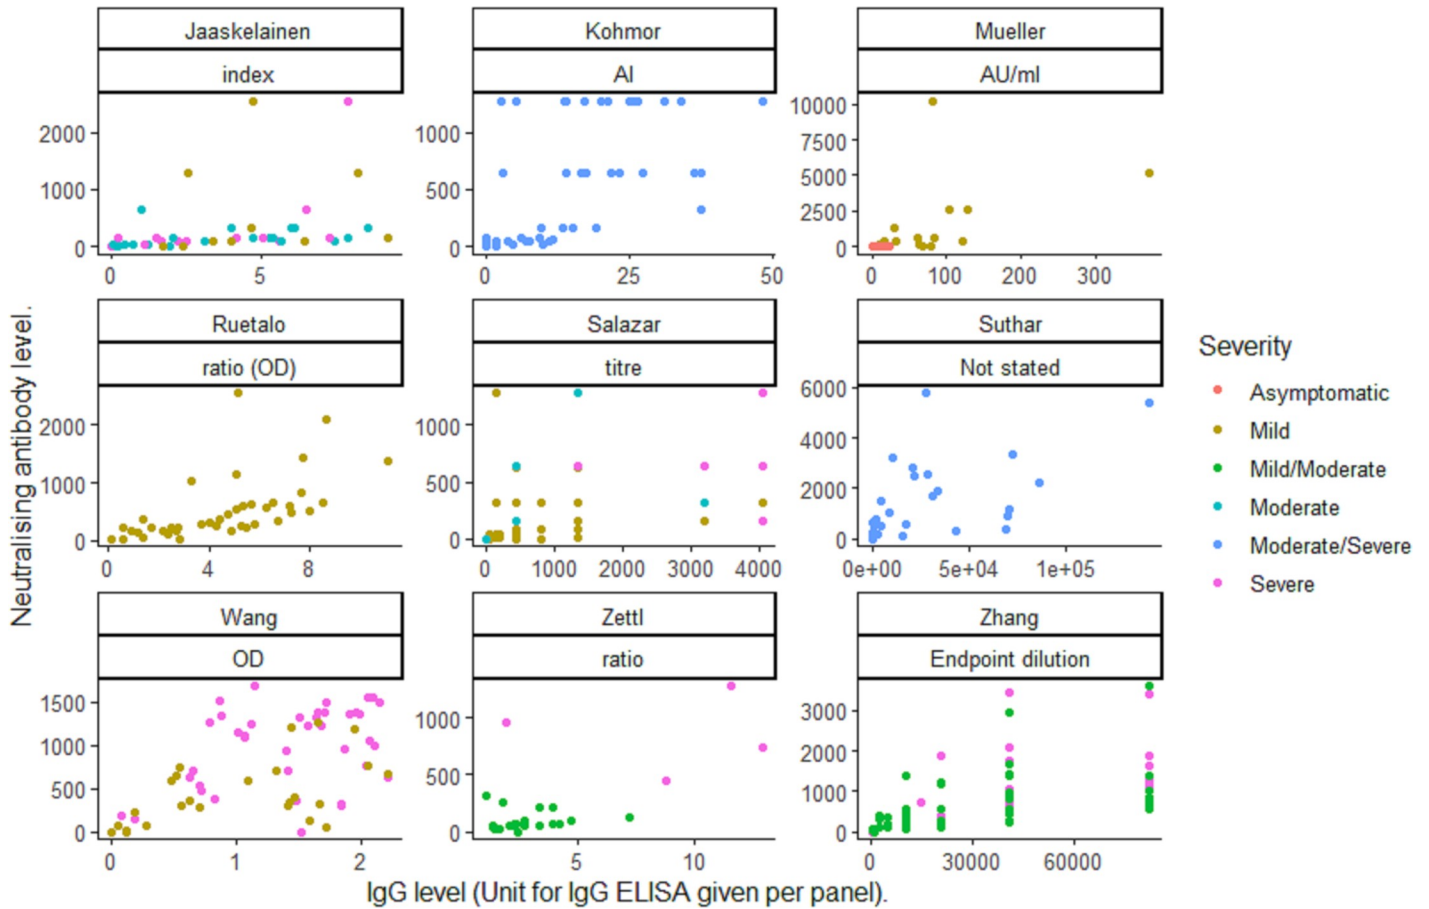 Jaaskelainen
index
2000
1000
0
0 5
Kohmor
AI
1000
500
0
0 25 50
Mueller
AU/ml
10000
7500
5000
2500
0
0 100 200 300
Ruetalo
ratio (OD)
2000
1000
0
0 4 8
Salazar
titre
1000
500
0
0 1000 2000 3000 4000
Suthar
Not stated
6000
4000
2000
0
0e+00 5e+04 1e+05
Wang
OD
1500
1000
500
0
0 1 2
Zettl
ratio
1000
500
0
5 10
Zhang
Endpoint dilution
3000
2000
1000
0
0 30000 60000
Neutralising antibody level.
IgG level (Unit for IgG ELISA given per panel).
Severity
Asymptomatic
Mild
Mild/Moderate
Moderate
Moderate/Severe
Severe